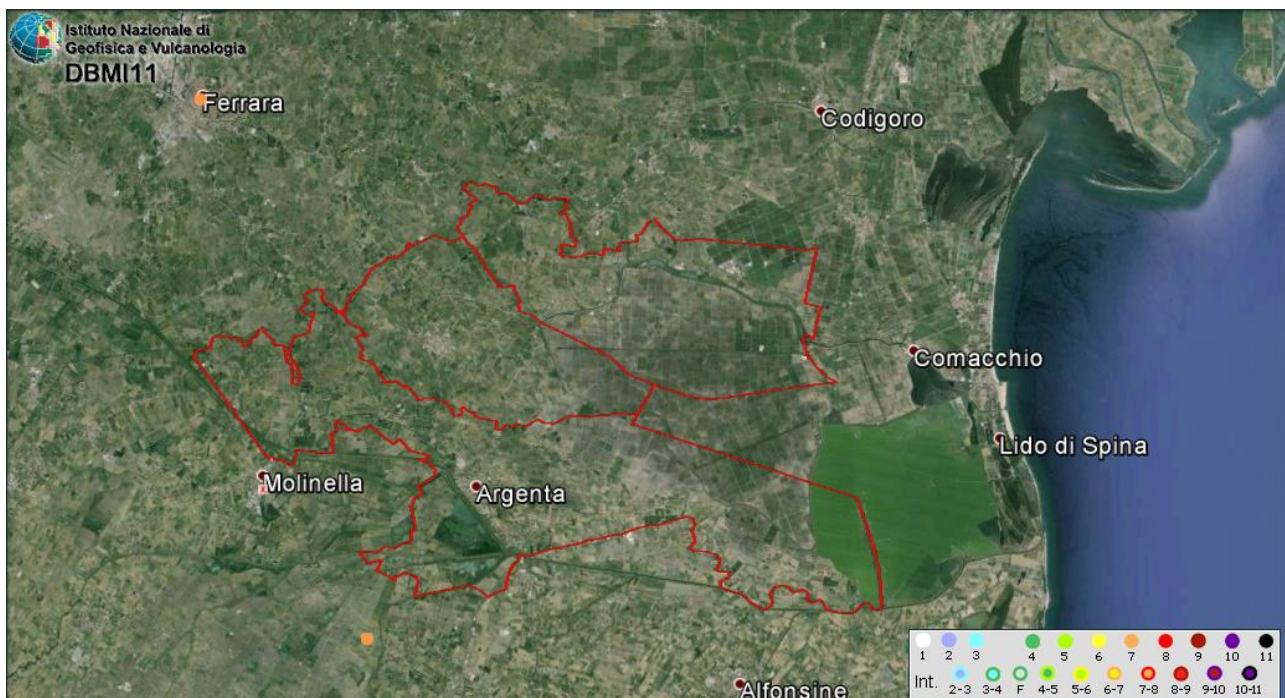 Istituto Nazionale di
Geofisica e Vulcanologia
DBMI11
Ferrara
Codigoro
Comacchio
Lido di Spina
Molinella
Argenta
Alfonsine
1 2 3 4 5 6 7 8 9 10 11
Int. 2-3 3-4 F 4-5 5-6 6-7 7-8 8-9 9-10 10-11